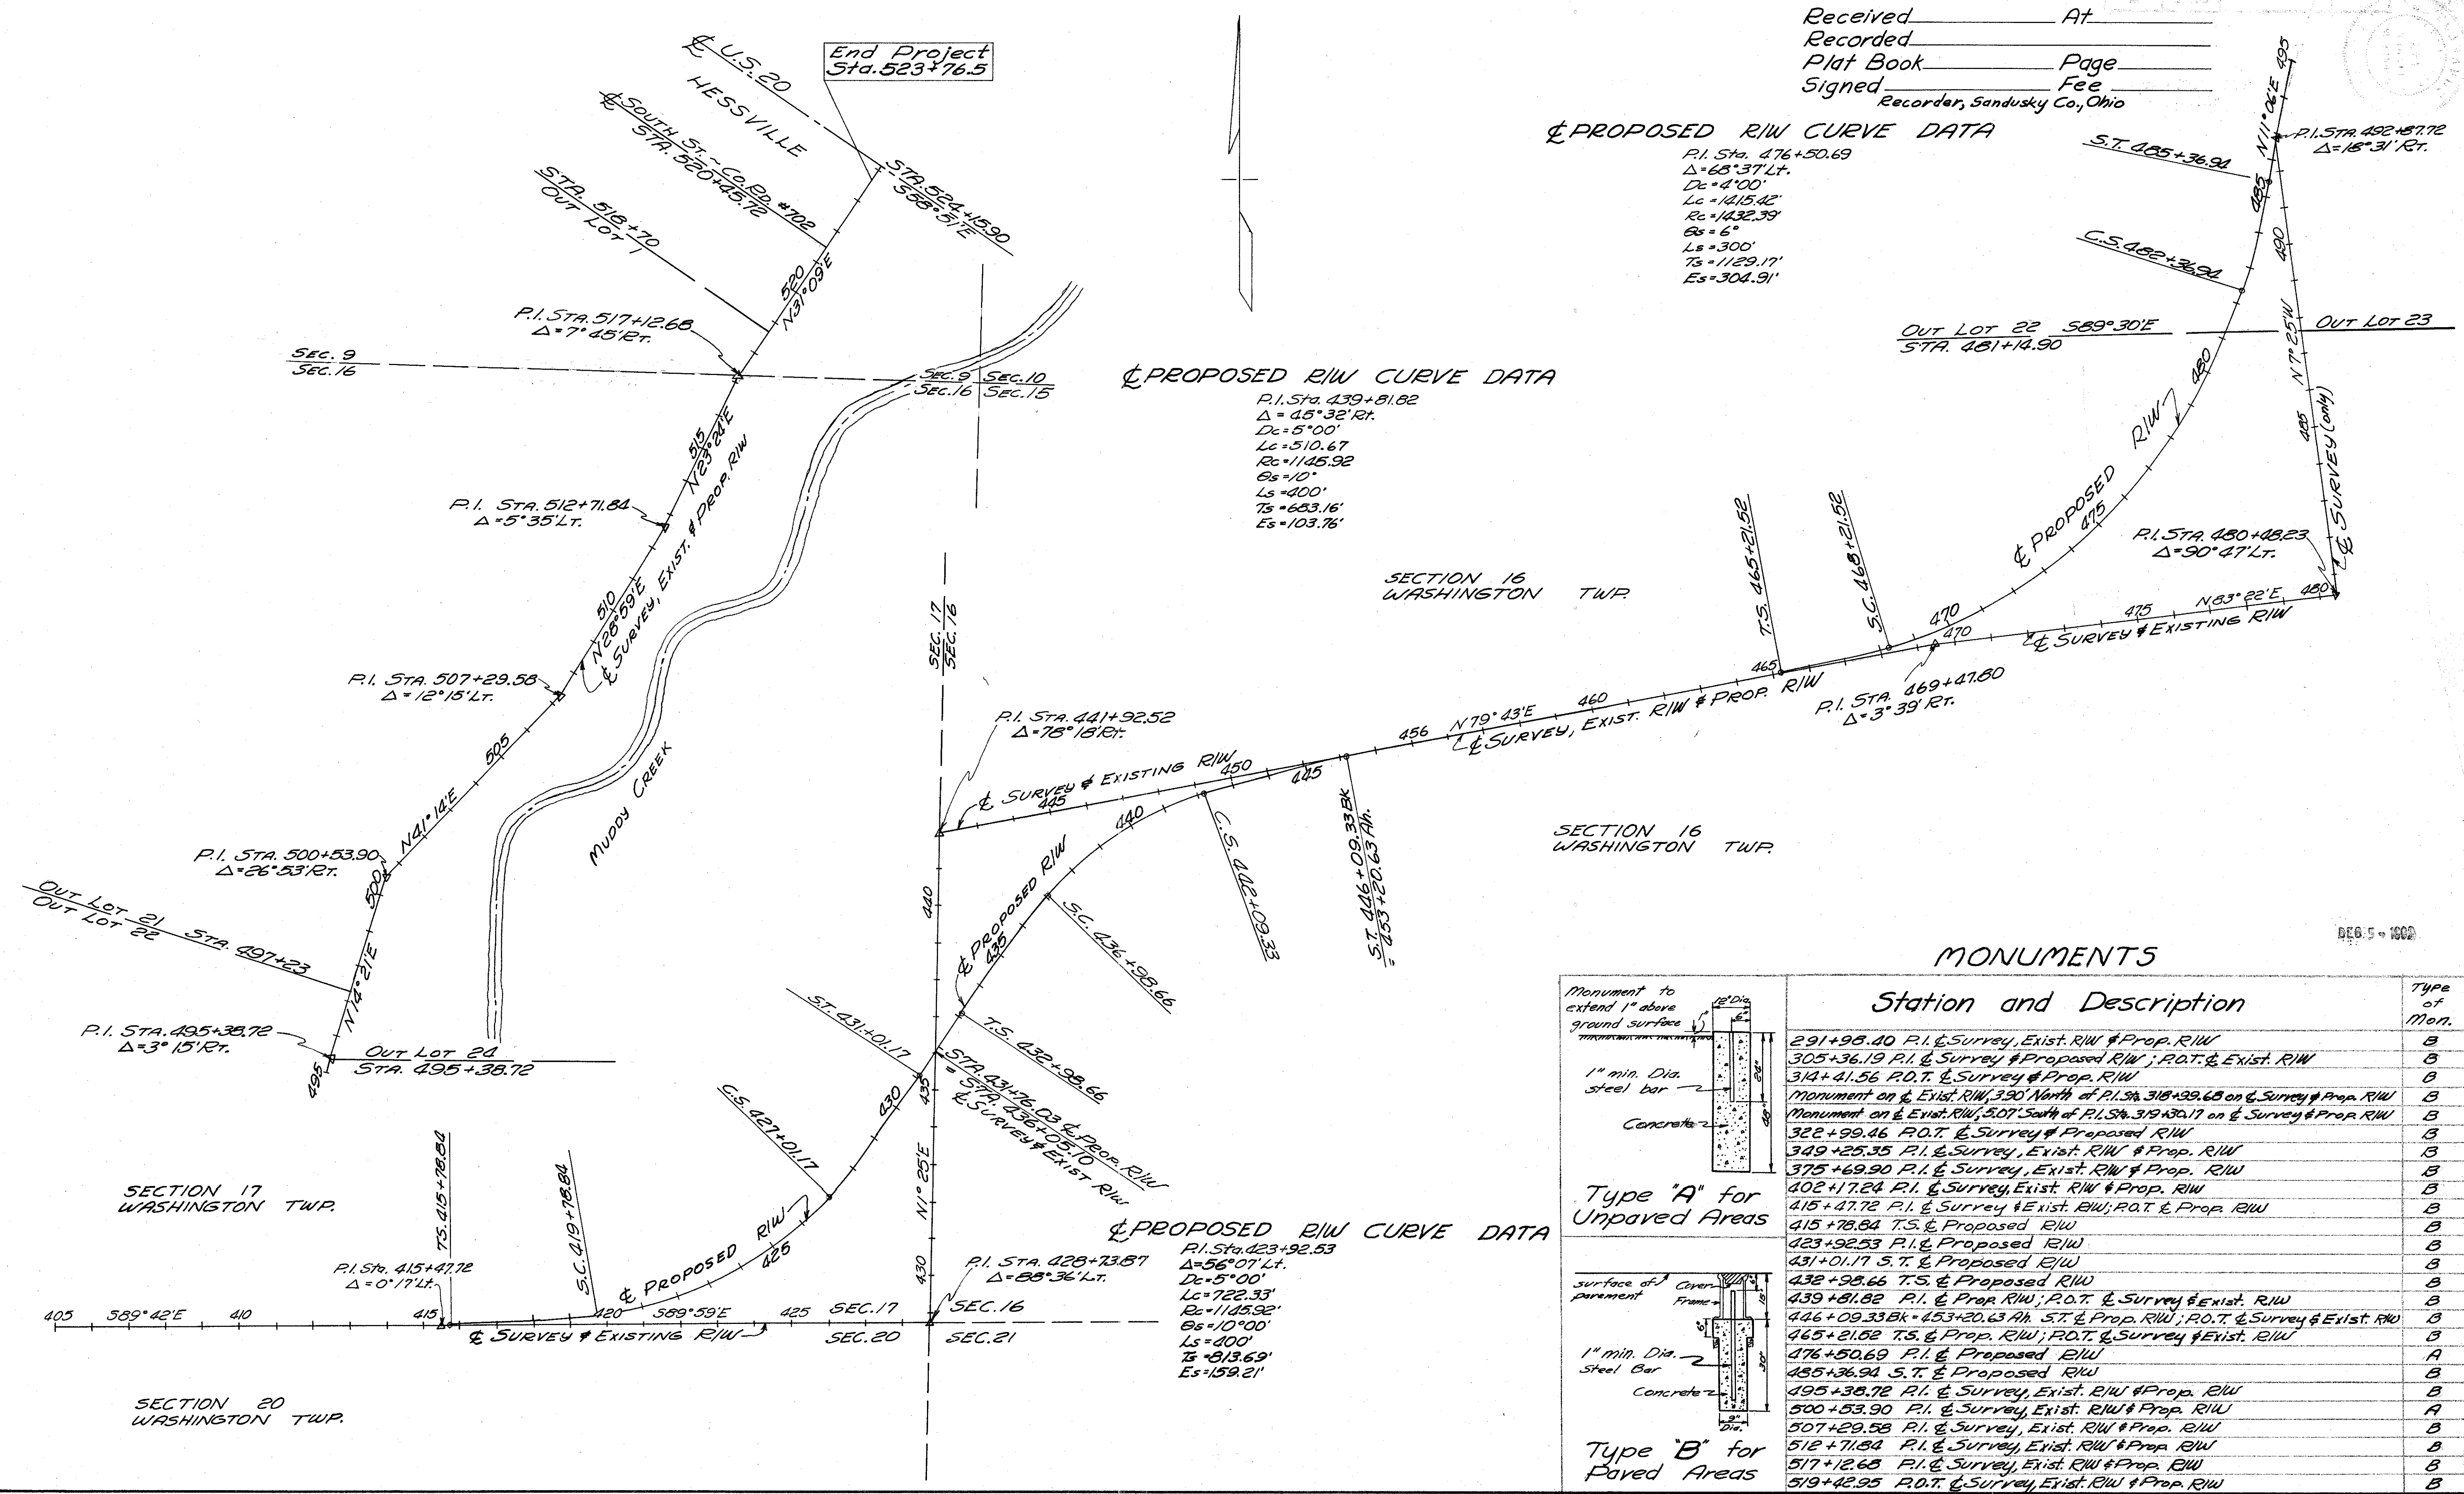 Received At
Recorded
Plat Book Page
Signed Fee
Recorder, Sandusky Co., Ohio
End Project
Sta. 523+76.5
℄ U.S. 20
HESSVILLE
℄ SOUTH ST. ~ CO. RD. #702
STA. 520+45.72
STA. 518+70
OUT LOT 1
STA. 524+15.90
S58°51'E
520
N31°09'E
P.I. STA. 517+12.68
Δ=7°45' RT.
SEC. 9
SEC. 16
SEC. 9 SEC. 10
SEC. 16 SEC. 15
515
N23°24'E
P.I. STA. 512+71.84
Δ=5°35' LT.
℄ SURVEY, EXIST. & PROP. R/W
510
N28°59'E
P.I. STA. 507+29.58
Δ=12°15' LT.
505
N41°14'E
MUDDY CREEK
P.I. STA. 500+53.90
Δ=26°53' RT.
500
OUT LOT 21
OUT LOT 22
STA. 497+23
N14°21'E
P.I. STA. 495+38.72
Δ=3°15' RT.
495
OUT LOT 24
STA. 495+38.72
℄ PROPOSED R/W CURVE DATA
P.I. Sta. 476+50.69
Δ=68°37' Lt.
Dc=4°00'
Lc=1415.42'
Rc=1432.39'
θs=6°
Ls=300'
Ts=1129.17'
Es=304.91'
℄ PROPOSED R/W CURVE DATA
P.I. Sta. 439+81.82
Δ=45°32' Rt.
Dc=5°00'
Lc=510.67
Rc=1145.92
θs=10°
Ls=400'
Ts=683.16'
Es=103.76'
495
N11°06'E
P.I. STA. 492+87.72
Δ=18°31' RT.
S.T. 485+36.94
485
490
C.S. 482+36.94
OUT LOT 22 S89°30'E
STA. 481+14.90
OUT LOT 23
N7°25'W
480
485
℄ SURVEY (only)
℄ PROPOSED R/W
475
P.I. STA. 480+48.23
Δ=90°47' LT.
SECTION 16
WASHINGTON TWP.
T.S. 465+21.52
S.C. 468+21.52
470
470
475
N83°22'E
480
℄ SURVEY & EXISTING R/W
465
P.I. STA. 469+47.80
Δ=3°39' RT.
SEC. 17
SEC. 16
P.I. STA. 441+92.52
Δ=78°18' RT.
456
N79°43'E
460
℄ SURVEY, EXIST. R/W & PROP. R/W
℄ SURVEY & EXISTING R/W
445
450
445
440
440
S.T. 446+09.33 BK.
= 453+20.63 Ah.
C.S. 442+09.33
SECTION 16
WASHINGTON TWP.
℄ PROPOSED R/W
435
S.C. 436+98.66
T.S. 432+98.66
S.T. 431+01.17
STA. 431+76.03 ℄ PROP. R/W
= STA. 436+05.10
℄ SURVEY & EXIST R/W
435
430
C.S. 427+01.17
N1°25'E
SECTION 17
WASHINGTON TWP.
T.S. 415+78.84
S.C. 419+78.84
℄ PROPOSED R/W
425
430
P.I. Sta. 415+47.72
Δ=0°17' Lt.
P.I. STA. 428+73.87
Δ=88°36' LT.
405 S89°42'E 410 415 420 S89°59'E 425 SEC. 17 SEC. 16
℄ SURVEY & EXISTING R/W SEC. 20 SEC. 21
SECTION 20
WASHINGTON TWP.
℄ PROPOSED R/W CURVE DATA
P.I. Sta. 423+92.53
Δ=56°07' Lt.
Dc=5°00'
Lc=722.33'
Rc=1145.92'
θs=10°00'
Ls=400'
Ts=813.69'
Es=159.21'
MONUMENTS
Monument to
extend 1" above
ground surface
12" Dia.
6"
24"
48"
1" min. Dia.
steel bar
Concrete
Type "A" for
Unpaved Areas
surface of
pavement
Cover
Frame
15"
6"
30"
1" min. Dia.
Steel Bar
Concrete
9"
Dia.
Type "B" for
Paved Areas
Station and Description Type of Mon.
291+98.40 P.I. ℄ Survey, Exist. R/W & Prop. R/W B
305+36.19 P.I. ℄ Survey & Proposed R/W; P.O.T. ℄ Exist. R/W B
314+41.56 P.O.T. ℄ Survey & Prop. R/W B
Monument on ℄ Exist R/W, 3.90' North of P.I. Sta. 318+99.68 on ℄ Survey & Prop. R/W B
Monument on ℄ Exist. R/W, 5.07' South of P.I. Sta. 319+30.17 on ℄ Survey & Prop. R/W B
322+99.46 P.O.T. ℄ Survey & Proposed R/W B
349+25.35 P.I. ℄ Survey, Exist. R/W & Prop. R/W B
375+69.90 P.I. ℄ Survey, Exist. R/W & Prop. R/W B
402+17.24 P.I. ℄ Survey, Exist. R/W & Prop. R/W B
415+47.72 P.I. ℄ Survey & Exist. R/W; P.O.T. ℄ Prop. R/W B
415+78.84 T.S. ℄ Proposed R/W B
423+92.53 P.I. ℄ Proposed R/W B
431+01.17 S.T. ℄ Proposed R/W B
432+98.66 T.S. ℄ Proposed R/W B
439+81.82 P.I. ℄ Prop. R/W; P.O.T. ℄ Survey & Exist. R/W B
446+09.33 Bk = 453+20.63 Ah. S.T. ℄ Prop. R/W; P.O.T. ℄ Survey & Exist. R/W B
465+21.52 T.S. ℄ Prop. R/W; P.O.T. ℄ Survey & Exist. R/W B
476+50.69 P.I. ℄ Proposed R/W A
485+36.94 S.T. ℄ Proposed R/W B
495+38.72 P.I. ℄ Survey, Exist. R/W & Prop. R/W B
500+53.90 P.I. ℄ Survey, Exist. R/W & Prop. R/W A
507+29.58 P.I. ℄ Survey, Exist. R/W & Prop. R/W B
512+71.84 P.I. ℄ Survey, Exist. R/W & Prop R/W B
517+12.68 P.I. ℄ Survey, Exist. R/W & Prop. R/W B
519+42.95 P.O.T. ℄ Survey, Exist. R/W & Prop. R/W B